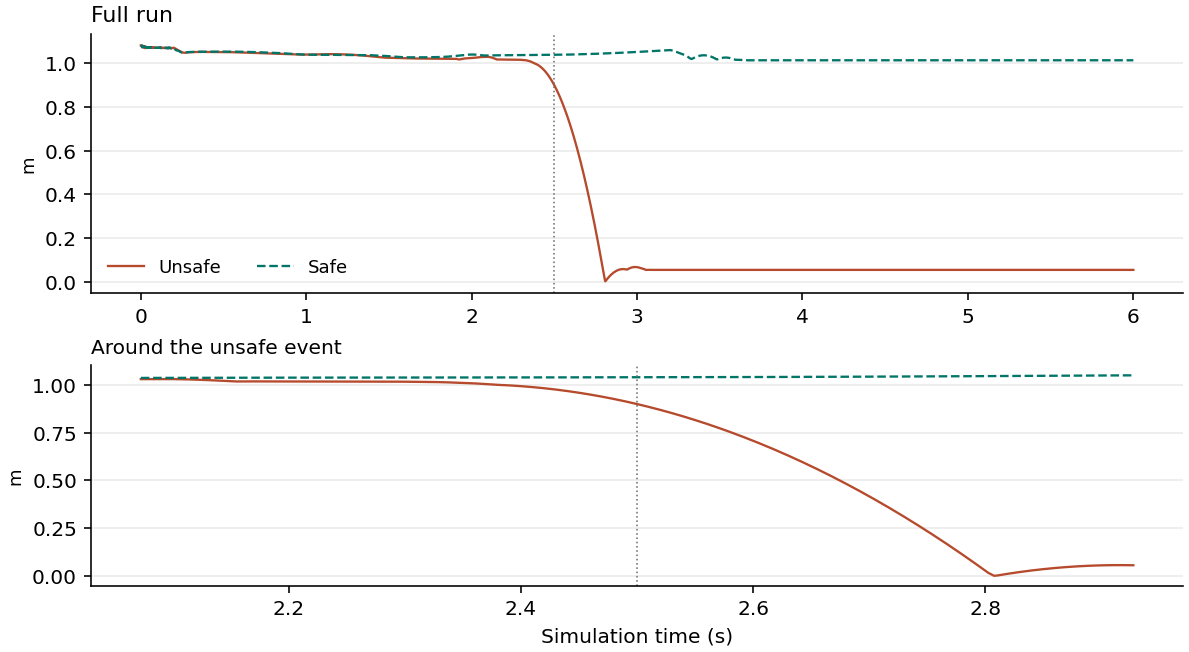 Full run
m
1.0
0.8
0.6
0.4
0.2
0.0
Unsafe Safe
0 1 2 3 4 5 6
Around the unsafe event
m
1.00
0.75
0.50
0.25
0.00
2.2 2.4 2.6 2.8
Simulation time (s)